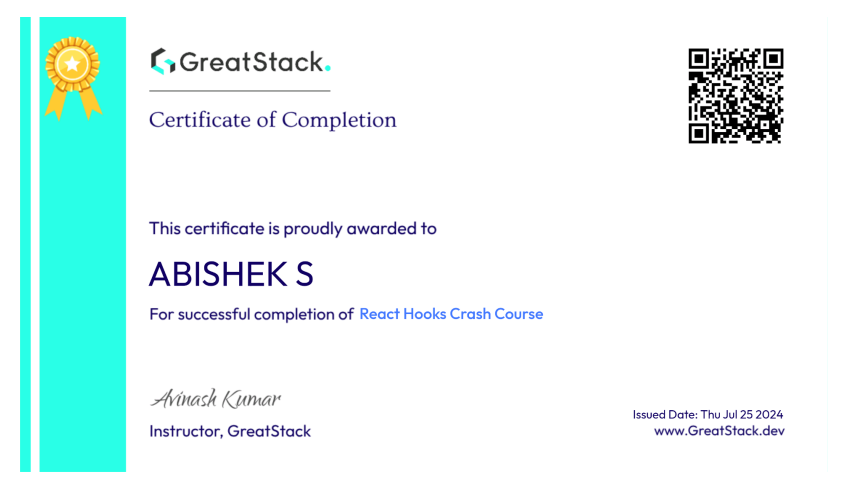 GreatStack.
Certificate of Completion
This certificate is proudly awarded to
ABISHEK S
For successful completion of React Hooks Crash Course
Avinash Kumar
Instructor, GreatStack
Issued Date: Thu Jul 25 2024
www.GreatStack.dev